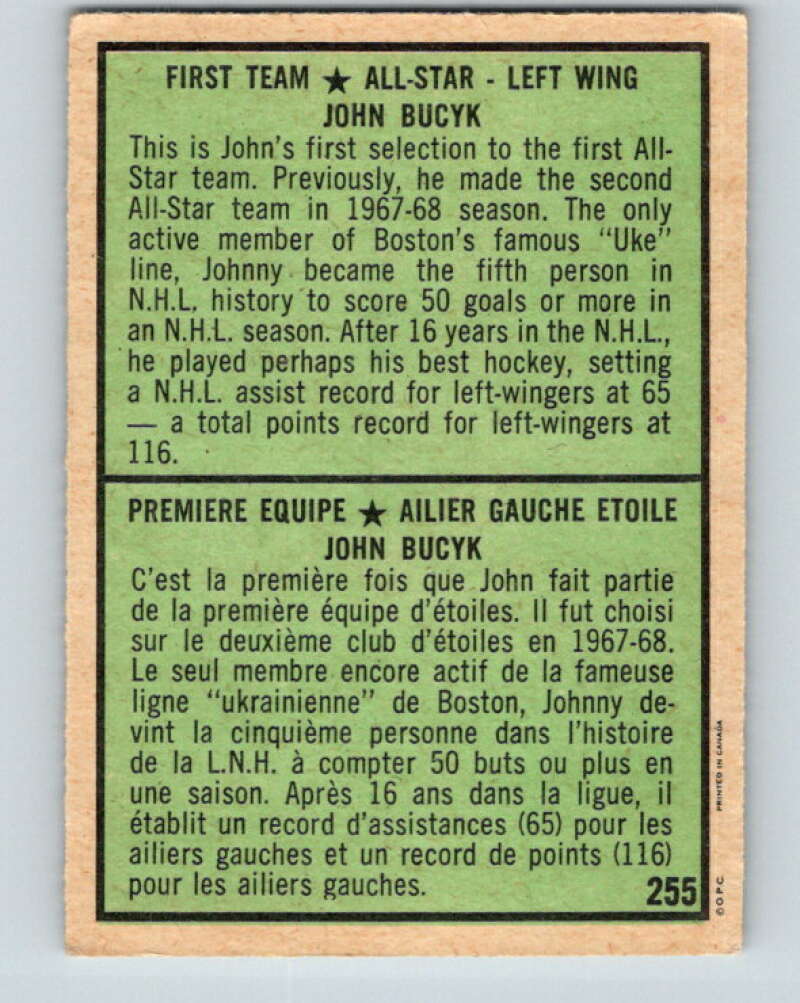 FIRST TEAM ★ ALL-STAR - LEFT WING
JOHN BUCYK
This is John's first selection to the first All-
Star team. Previously, he made the second
All-Star team in 1967-68 season. The only
active member of Boston's famous "Uke"
line, Johnny became the fifth person in
N.H.L. history to score 50 goals or more in
an N.H.L. season. After 16 years in the N.H.L.,
he played perhaps his best hockey, setting
a N.H.L. assist record for left-wingers at 65
— a total points record for left-wingers at
116.
PREMIERE EQUIPE ★ AILIER GAUCHE ETOILE
JOHN BUCYK
C'est la première fois que John fait partie
de la première équipe d'étoiles. Il fut choisi
sur le deuxième club d'étoiles en 1967-68.
Le seul membre encore actif de la fameuse
ligne "ukrainienne" de Boston, Johnny de-
vint la cinquième personne dans l'histoire
de la L.N.H. à compter 50 buts ou plus en
une saison. Après 16 ans dans la ligue, il
établit un record d'assistances (65) pour les
ailiers gauches et un record de points (116)
pour les ailiers gauches.
255
©O.P.C. PRINTED IN CANADA